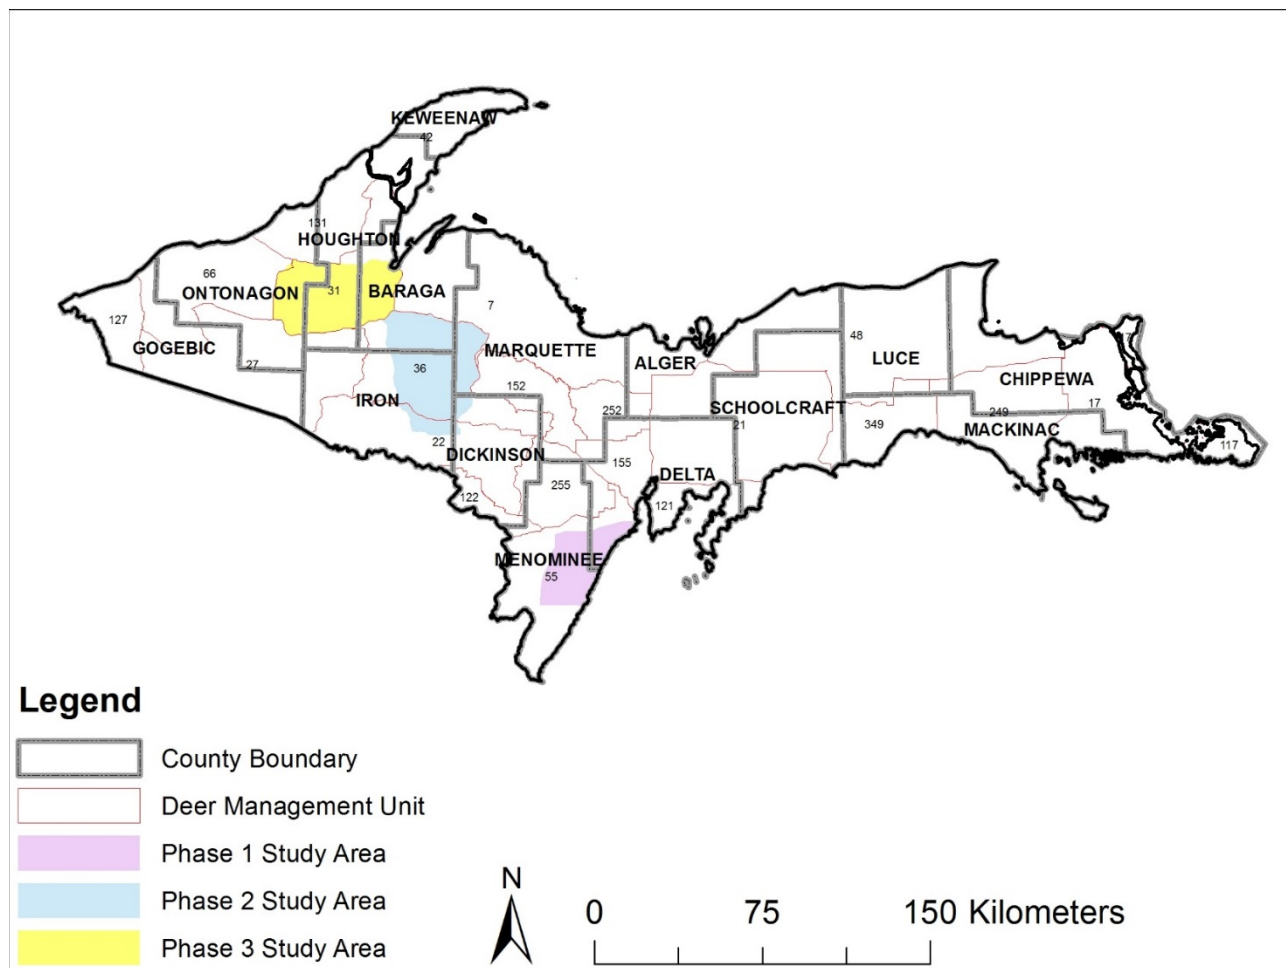 KEWEENAW
42
131
HOUGHTON
66
ONTONAGON
31
BARAGA
7
127
GOGEBIC
27
MARQUETTE
48
ALGER
LUCE
36
152
IRON
CHIPPEWA
252
SCHOOLCRAFT
249
17
21
349
MACKINAC
22
DICKINSON
117
155
DELTA
255
122
121
MENOMINEE
55
Legend
County Boundary
Deer Management Unit
Phase 1 Study Area
Phase 2 Study Area
Phase 3 Study Area
N
0 75 150 Kilometers